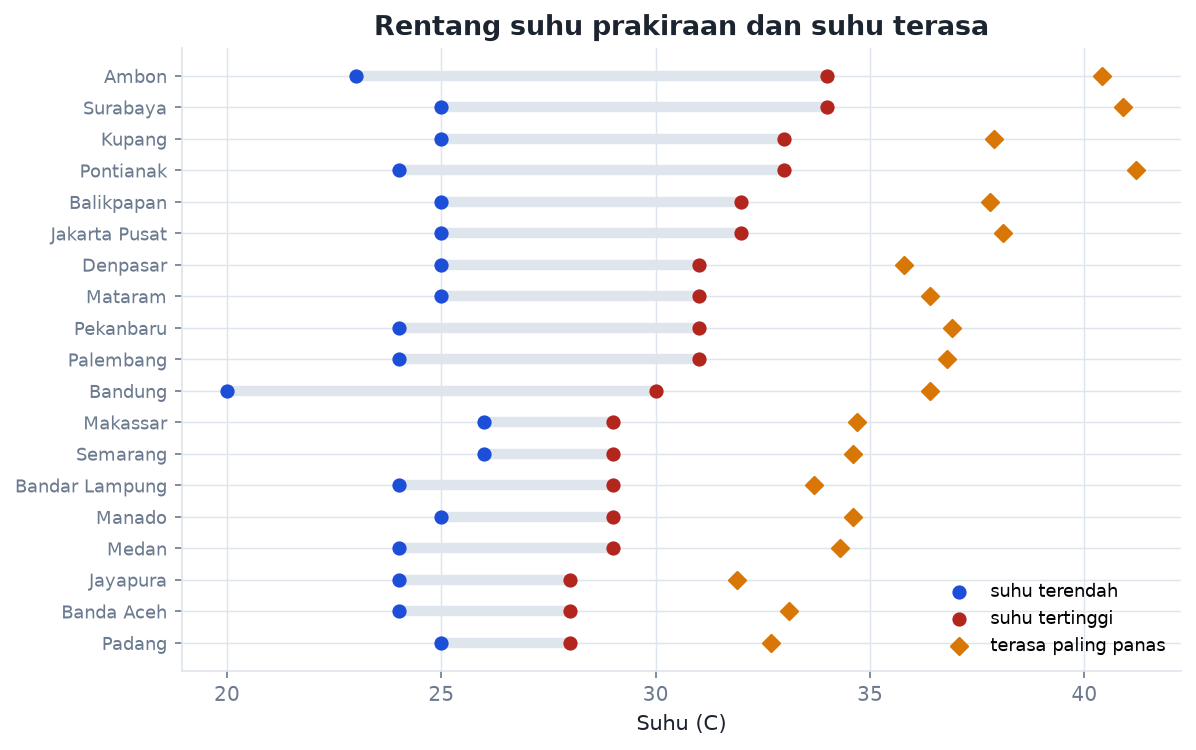 Rentang suhu prakiraan dan suhu terasa
Ambon
Surabaya
Kupang
Pontianak
Balikpapan
Jakarta Pusat
Denpasar
Mataram
Pekanbaru
Palembang
Bandung
Makassar
Semarang
Bandar Lampung
Manado
Medan
Jayapura
Banda Aceh
Padang
suhu terendah
suhu tertinggi
terasa paling panas
20 25 30 35 40
Suhu (C)